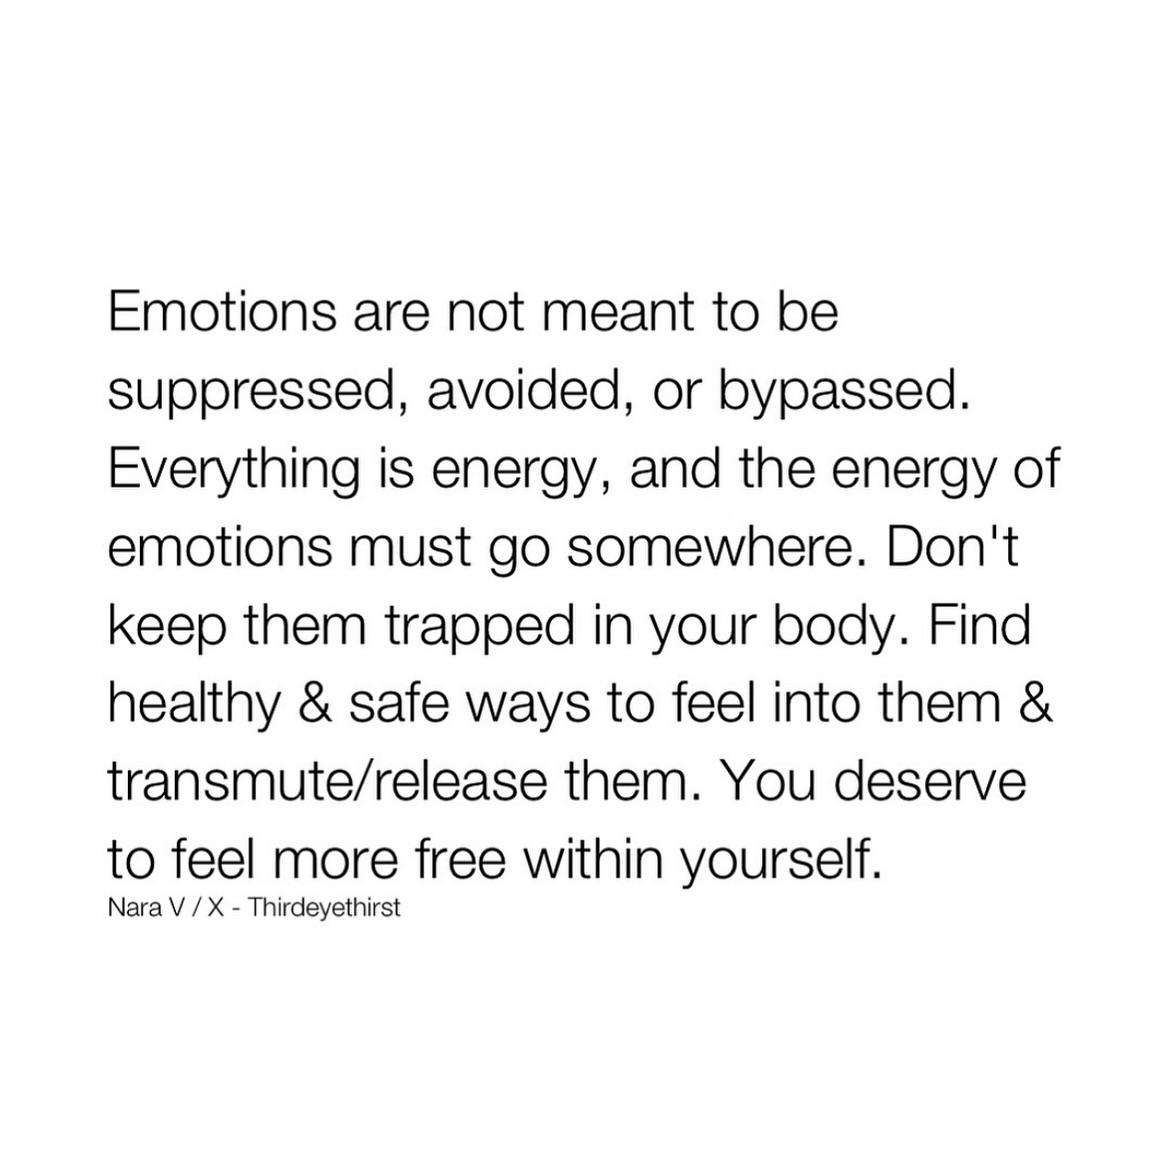 Emotions are not meant to be
suppressed, avoided, or bypassed.
Everything is energy, and the energy of
emotions must go somewhere. Don't
keep them trapped in your body. Find
healthy & safe ways to feel into them &
transmute/release them. You deserve
to feel more free within yourself.
Nara V / X - Thirdeyethirst